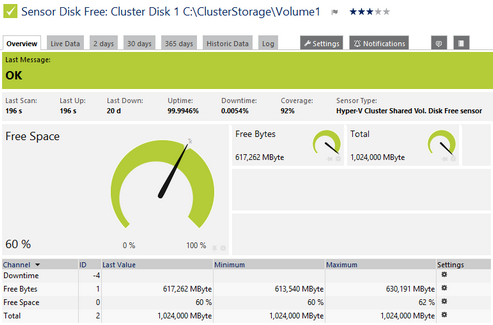 Sensor Disk Free: Cluster Disk 1 C:\ClusterStorage\Volume1
Overview Live Data 2 days 30 days 365 days Historic Data Log Settings Notifications
Last Message:
OK
Last Scan: Last Up: Last Down: Uptime: Downtime: Coverage: Sensor Type:
196 s 196 s 20 d 99.9946% 0.0054% 92% Hyper-V Cluster Shared Vol. Disk Free sensor
Free Space
%
60 %
0 % 100 %
Free Bytes Total
617,262 MByte 1,024,000 MByte
Channel ID Last Value Minimum Maximum Settings
Downtime -4
Free Bytes 1 617,262 MByte 613,540 MByte 630,191 MByte
Free Space 0 60 % 60 % 62 %
Total 2 1,024,000 MByte 1,024,000 MByte 1,024,000 MByte